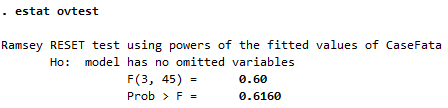 . estat ovtest
Ramsey RESET test using powers of the fitted values of CaseFata
Ho: model has no omitted variables
F(3, 45) = 0.60
Prob > F = 0.6160